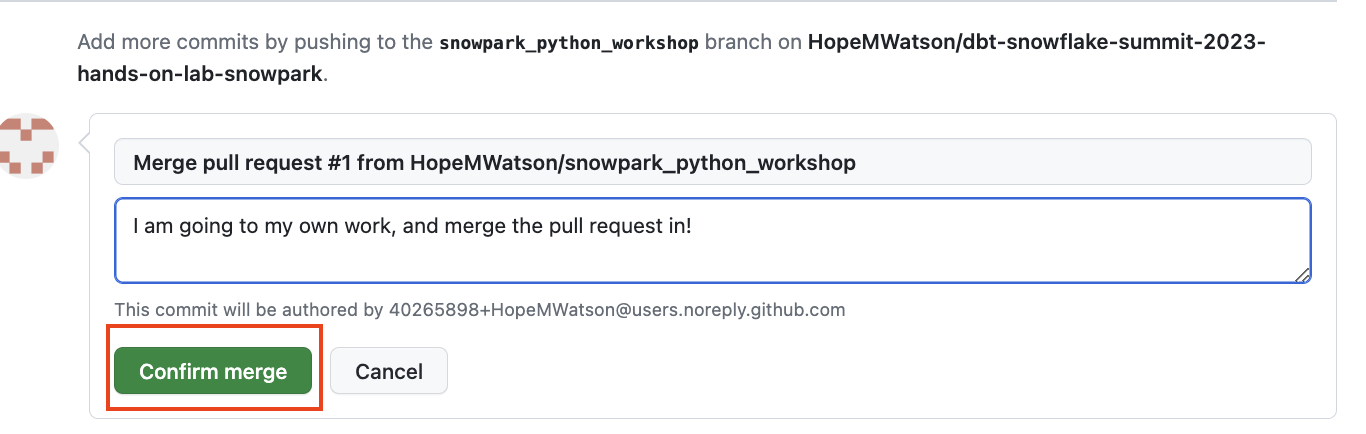 Add more commits by pushing to the snowpark_python_workshop branch on HopeMWatson/dbt-snowflake-summit-2023-
hands-on-lab-snowpark.
Merge pull request #1 from HopeMWatson/snowpark_python_workshop
I am going to my own work, and merge the pull request in!
This commit will be authored by 40265898+HopeMWatson@users.noreply.github.com
Confirm merge
Cancel